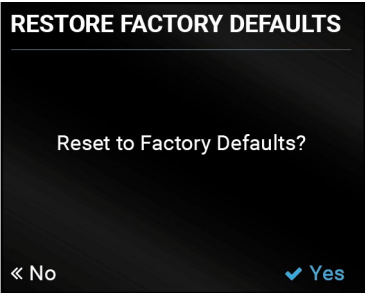 RESTORE FACTORY DEFAULTS
Reset to Factory Defaults?
« No
✔ Yes